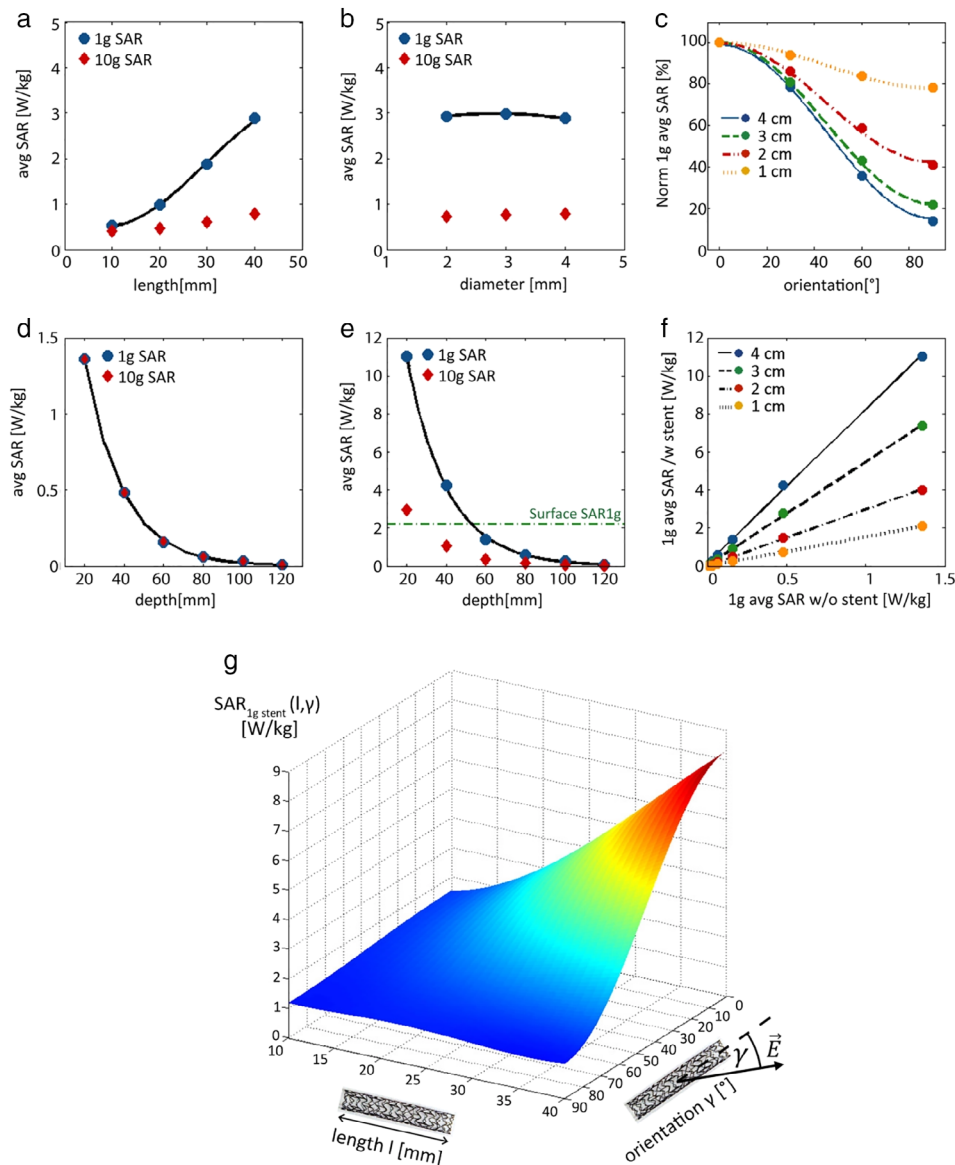 a
5
4
3
2
1
0
avg SAR [W/kg]
1g SAR
10g SAR
0 10 20 30 40 50
length[mm]
b
5
4
3
2
1
0
avg SAR [W/kg]
1g SAR
10g SAR
1 2 3 4 5
diameter [mm]
c
100
80
60
40
20
0
Norm 1g avg SAR [%]
4 cm
3 cm
2 cm
1 cm
0 20 40 60 80
orientation[°]
d
1.5
1
0.5
0
avg SAR [W/kg]
1g SAR
10g SAR
20 40 60 80 100 120
depth[mm]
e
12
10
8
6
4
2
0
avg SAR [W/kg]
1g SAR
10g SAR
Surface SAR1g
20 40 60 80 100 120
depth[mm]
f
12
10
8
6
4
2
0
1g avg SAR /w stent [W/kg]
4 cm
3 cm
2 cm
1 cm
0 0.5 1 1.5
1g avg SAR w/o stent [W/kg]
g
SAR1g stent (l,γ)
[W/kg]
9
8
7
6
5
4
3
2
1
0
10 15 20 25 30 35 40
length l [mm]
0
10
20
30
40
50
60
70
80
90
orientation γ [°]
γ
E